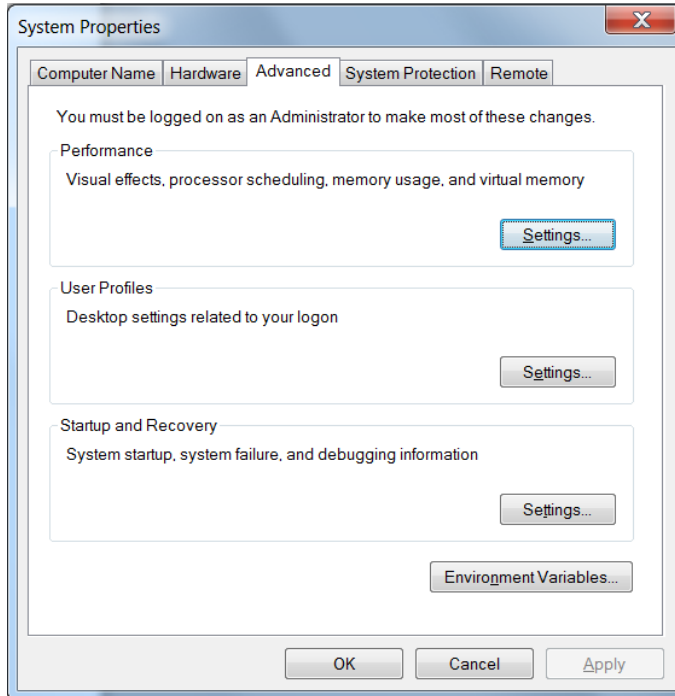 System Properties
Computer Name Hardware Advanced System Protection Remote
You must be logged on as an Administrator to make most of these changes.
Performance
Visual effects, processor scheduling, memory usage, and virtual memory
Settings...
User Profiles
Desktop settings related to your logon
Settings...
Startup and Recovery
System startup, system failure, and debugging information
Settings...
Environment Variables...
OK Cancel Apply